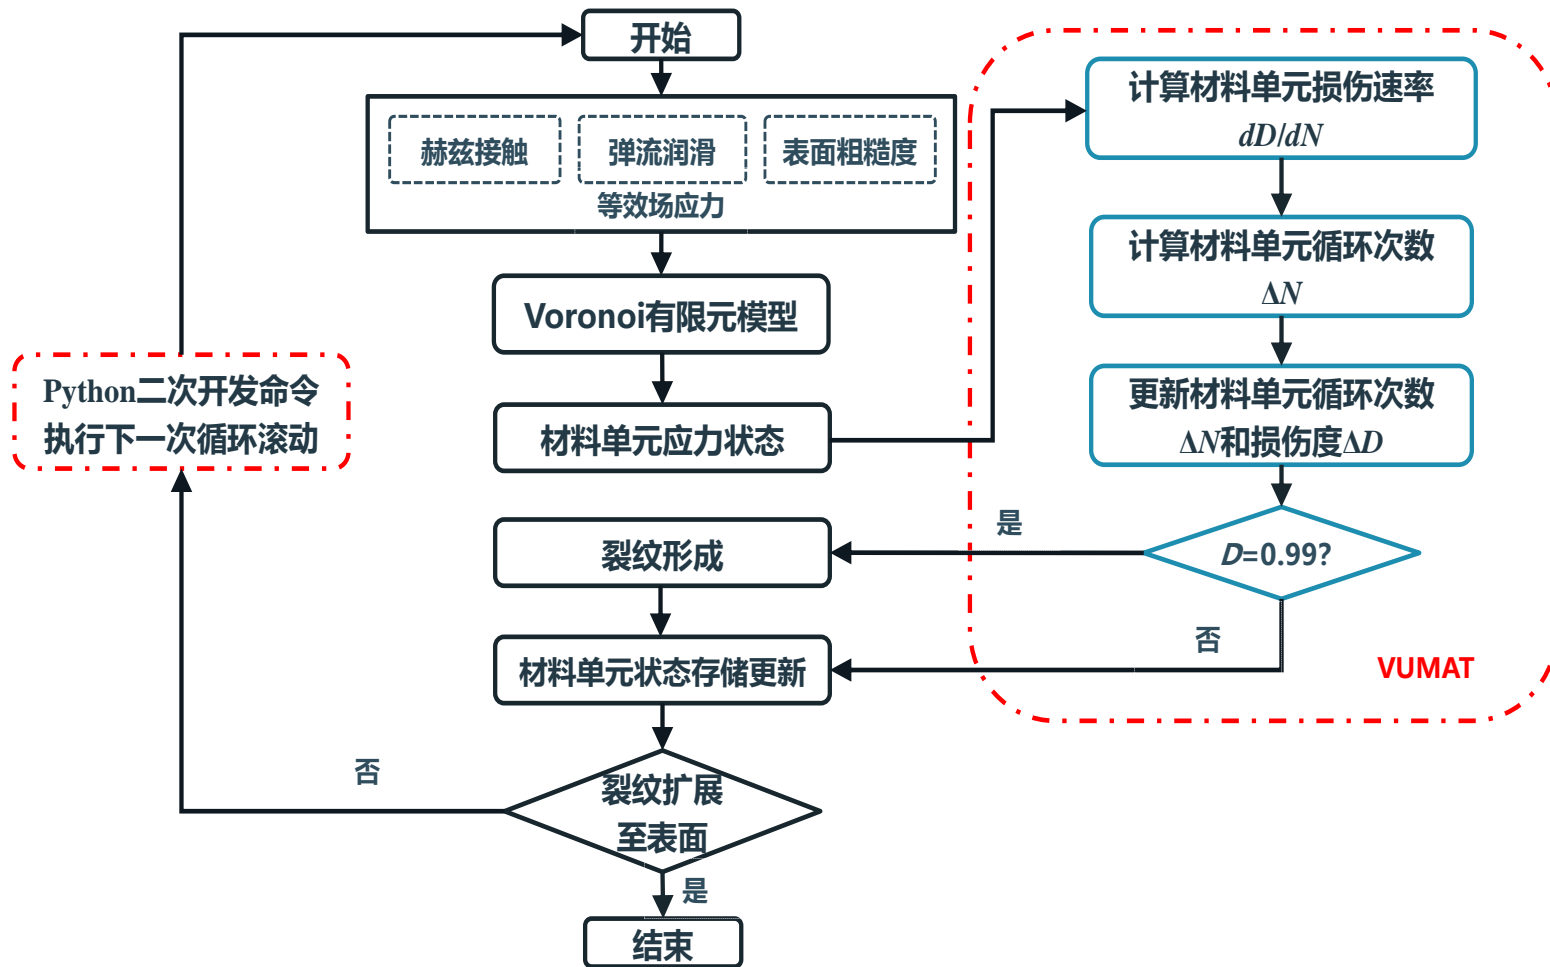 开始
赫兹接触
弹流润滑
表面粗糙度
等效场应力
Voronoi有限元模型
材料单元应力状态
计算材料单元损伤速率
dD/dN
计算材料单元循环次数
ΔN
更新材料单元循环次数
ΔN和损伤度ΔD
D=0.99?
是
否
VUMAT
裂纹形成
材料单元状态存储更新
裂纹扩展
至表面
否
是
Python二次开发命令
执行下一次循环滚动
结束